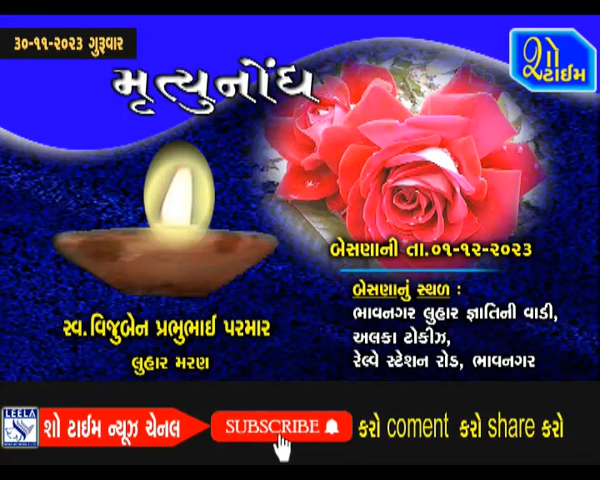 ૩૦-૧૧-૨૦૨૩ ગુરૂવાર
શો
ટાઈમ
મૃત્યુનોંધ
બેસણાની તા.૦૧-૧૨-૨૦૨૩
બેસણાનું સ્થળ :
ભાવનગર લુહાર જ્ઞાતિની વાડી,
અલકા ટોકીઝ,
રેલ્વે સ્ટેશન રોડ, ભાવનગર
સ્વ.વિજુબેન પ્રભુભાઈ પરમાર
લુહાર મરણ
LEELA
શો ટાઈમ ન્યૂઝ ચેનલ
SUBSCRIBE
કરો coment કરો share કરો